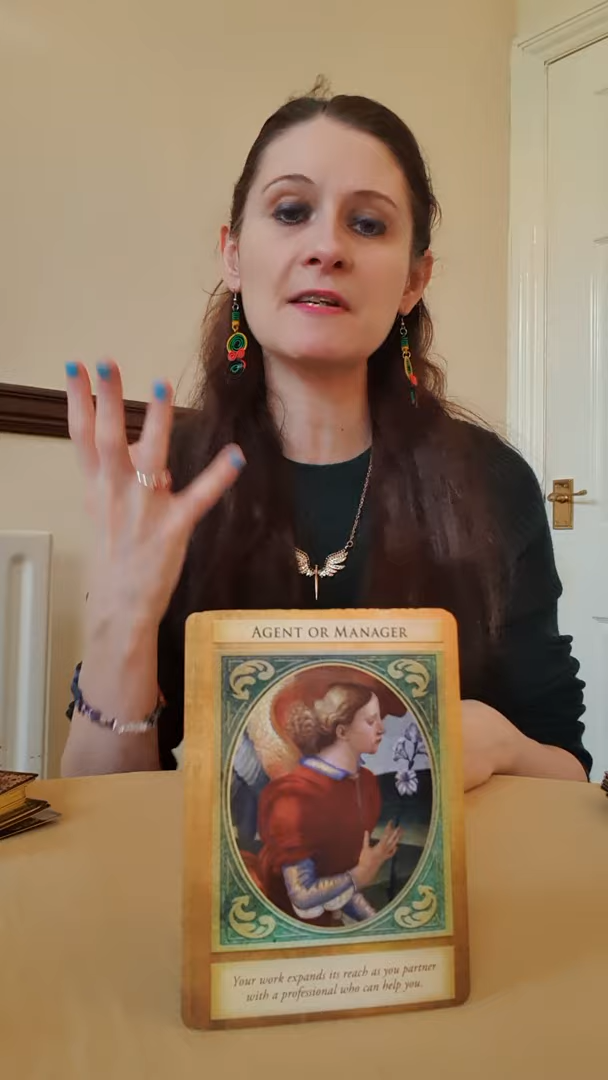 AGENT OR MANAGER
Your work expands its reach as you partner
with a professional who can help you.